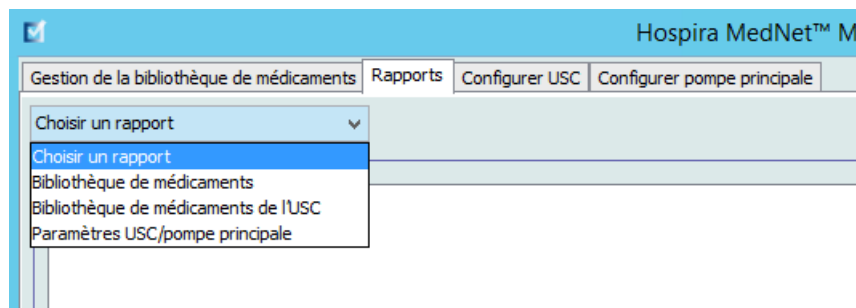 Hospira MedNet™ M
Gestion de la bibliothèque de médicaments Rapports Configurer USC Configurer pompe principale
Choisir un rapport
Choisir un rapport
Bibliothèque de médicaments
Bibliothèque de médicaments de l'USC
Paramètres USC/pompe principale